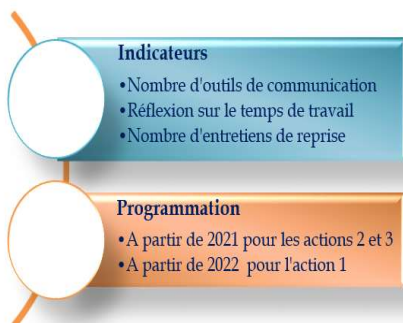 Indicateurs
•Nombre d'outils de communication
•Réflexion sur le temps de travail
•Nombre d'entretiens de reprise
Programmation
•A partir de 2021 pour les actions 2 et 3
•A partir de 2022 pour l'action 1